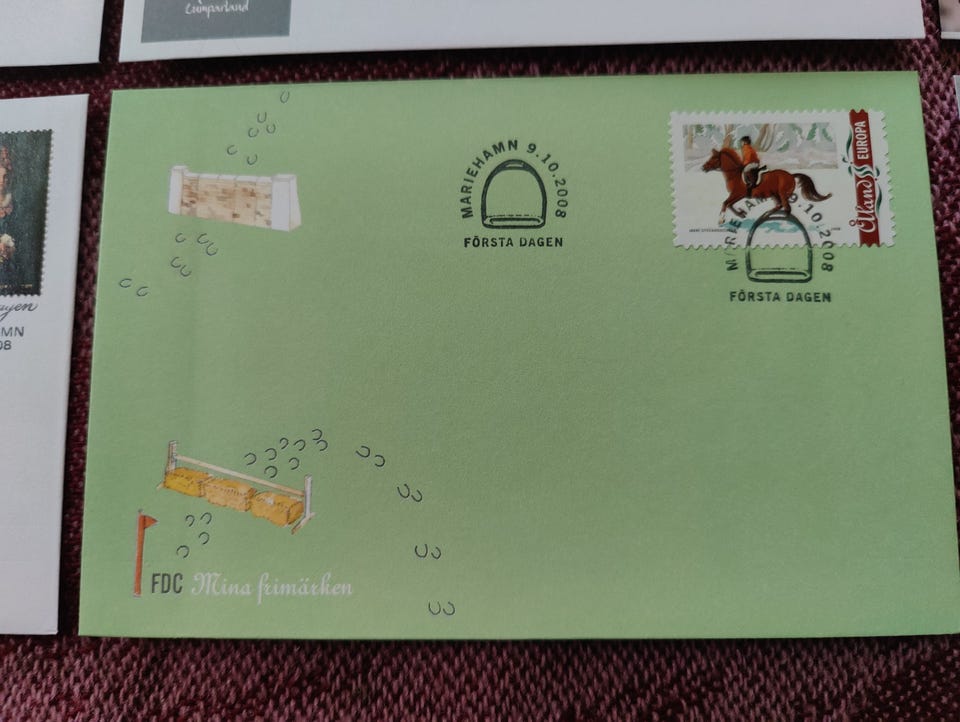 Lumparland
MARIEHAMN 9.10.2008
FÖRSTA DAGEN
Åland
EUROPA
MARIEHAMN 9.10.2008
FÖRSTA DAGEN
MN
08
FDC Mina frimärken